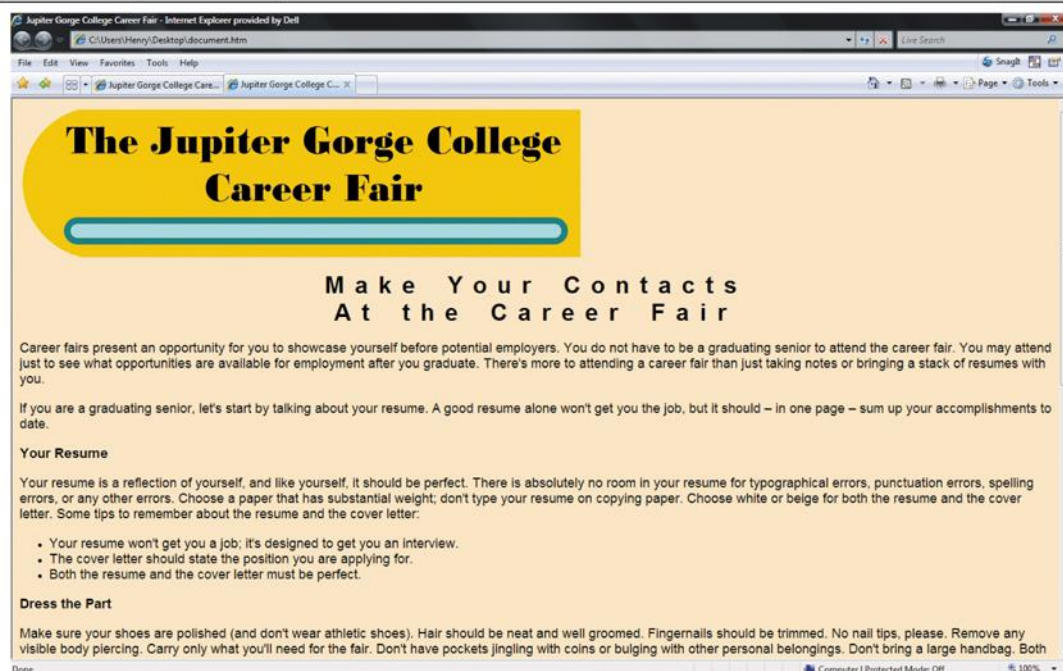 Jupiter Gorge College Career Fair - Internet Explorer provided by Dell
C:\Users\Henry\Desktop\document.htm
Live Search
File Edit View Favorites Tools Help
SnagIt
Jupiter Gorge College Care...
Jupiter Gorge College C...
Page
Tools
The Jupiter Gorge College
Career Fair
Make Your Contacts
At the Career Fair
Career fairs present an opportunity for you to showcase yourself before potential employers. You do not have to be a graduating senior to attend the career fair. You may attend
just to see what opportunities are available for employment after you graduate. There's more to attending a career fair than just taking notes or bringing a stack of resumes with
you.
If you are a graduating senior, let's start by talking about your resume. A good resume alone won't get you the job, but it should – in one page – sum up your accomplishments to
date.
Your Resume
Your resume is a reflection of yourself, and like yourself, it should be perfect. There is absolutely no room in your resume for typographical errors, punctuation errors, spelling
errors, or any other errors. Choose a paper that has substantial weight; don't type your resume on copying paper. Choose white or beige for both the resume and the cover
letter. Some tips to remember about the resume and the cover letter:
• Your resume won't get you a job; it's designed to get you an interview.
• The cover letter should state the position you are applying for.
• Both the resume and the cover letter must be perfect.
Dress the Part
Make sure your shoes are polished (and don't wear athletic shoes). Hair should be neat and well groomed. Fingernails should be trimmed. No nail tips, please. Remove any
visible body piercing. Carry only what you'll need for the fair. Don't have pockets jingling with coins or bulging with other personal belongings. Don't bring a large handbag. Both
Done
Computer | Protected Mode: Off
100%